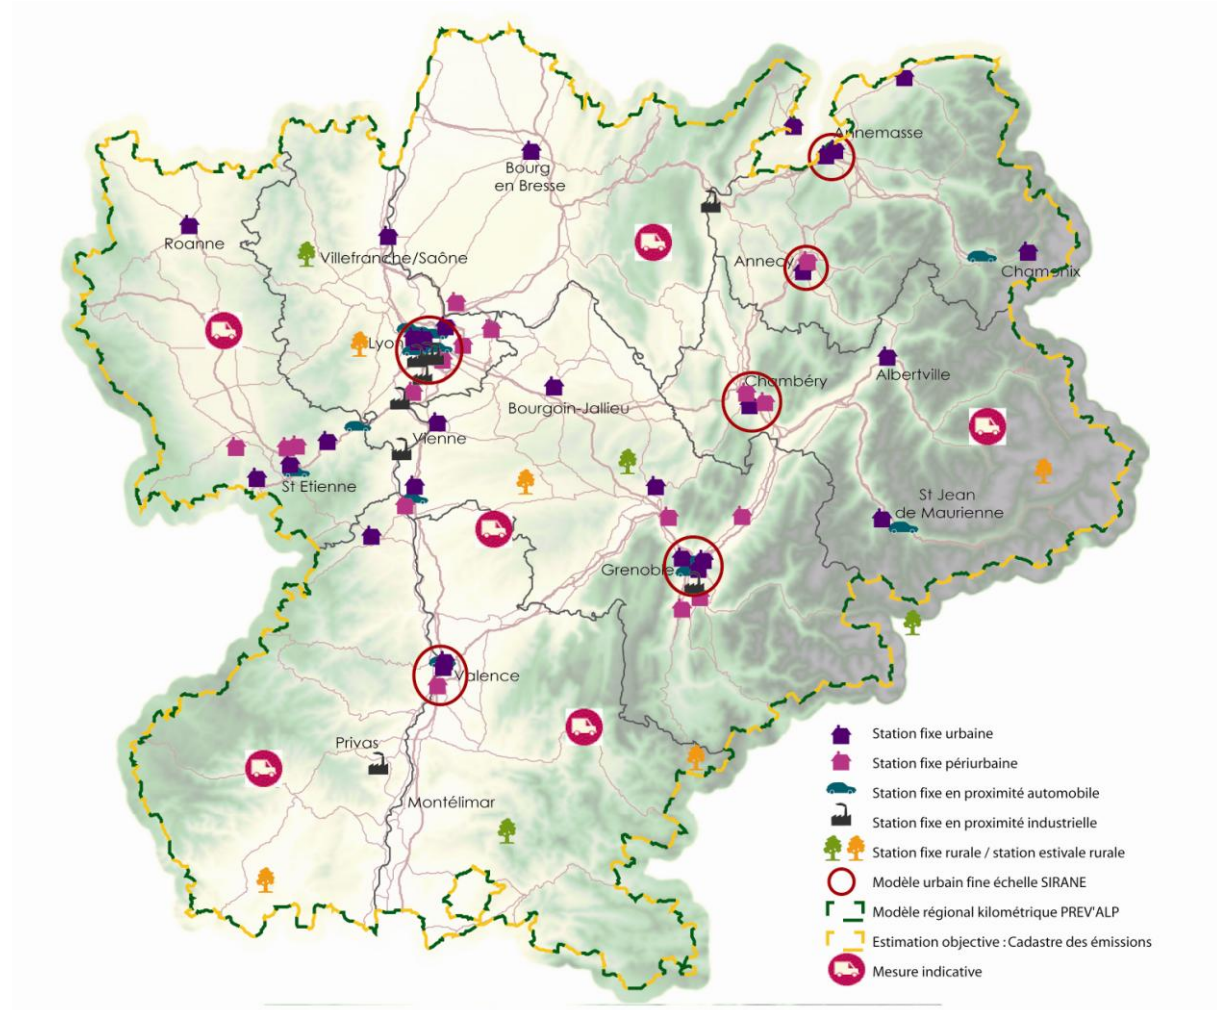 Annemasse
Bourg
en Bresse
Roanne
Villefranche/Saône
Annecy
Chamonix
Lyon
Chambéry
Albertville
Bourgoin-Jallieu
Vienne
St Etienne
St Jean
de Maurienne
Grenoble
Valence
Privas
Montélimar
Station fixe urbaine
Station fixe périurbaine
Station fixe en proximité automobile
Station fixe en proximité industrielle
Station fixe rurale / station estivale rurale
Modèle urbain fine échelle SIRANE
Modèle régional kilométrique PREV'ALP
Estimation objective : Cadastre des émissions
Mesure indicative